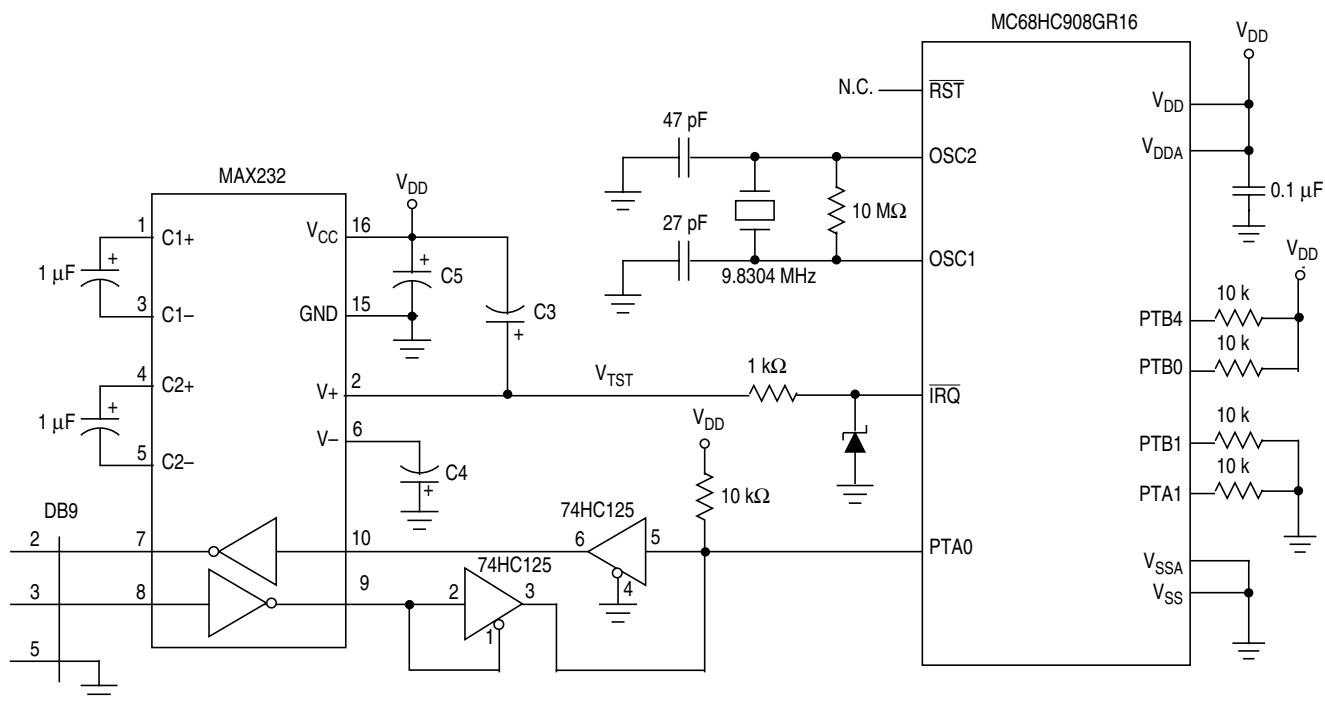 MC68HC908GR16
V_DD
N.C.
RST
V_DD
47 pF
OSC2
V_DDA
MAX232
V_DD
10 MΩ
0.1 µF
1
C1+
V_CC
16
27 pF
V_DD
1 µF
+
+
C5
OSC1
9.8304 MHz
3
C1–
GND
15
C3
+
10 k
PTB4
10 k
4
C2+
V+
2
V_TST
1 kΩ
IRQ
PTB0
1 µF
+
V–
6
V_DD
10 k
PTB1
5
C2–
C4
+
10 kΩ
10 k
PTA1
DB9
74HC125
2
7
10
6
5
4
PTA0
74HC125
V_SSA
3
8
9
2
3
1
V_SS
5